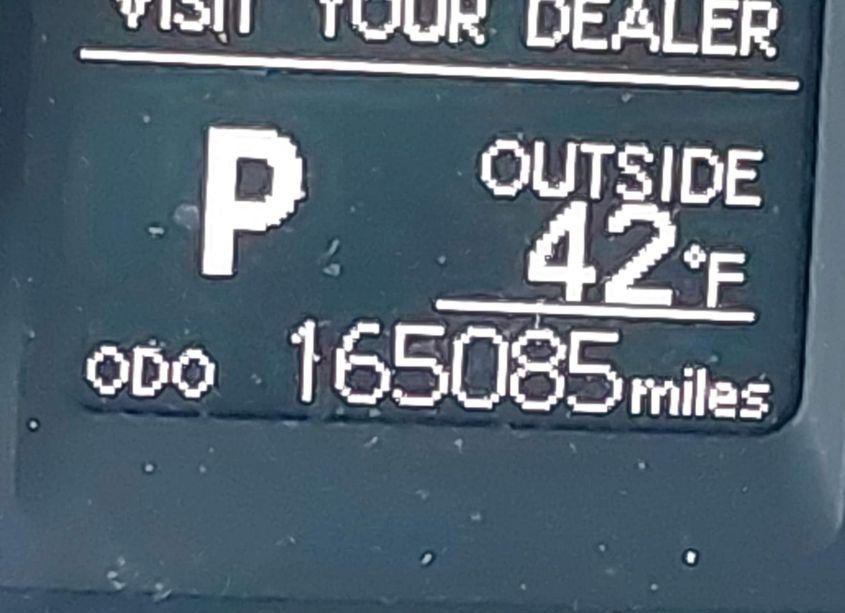 VISIT YOUR DEALER
P
OUTSIDE
42°F
ODO 165085 miles